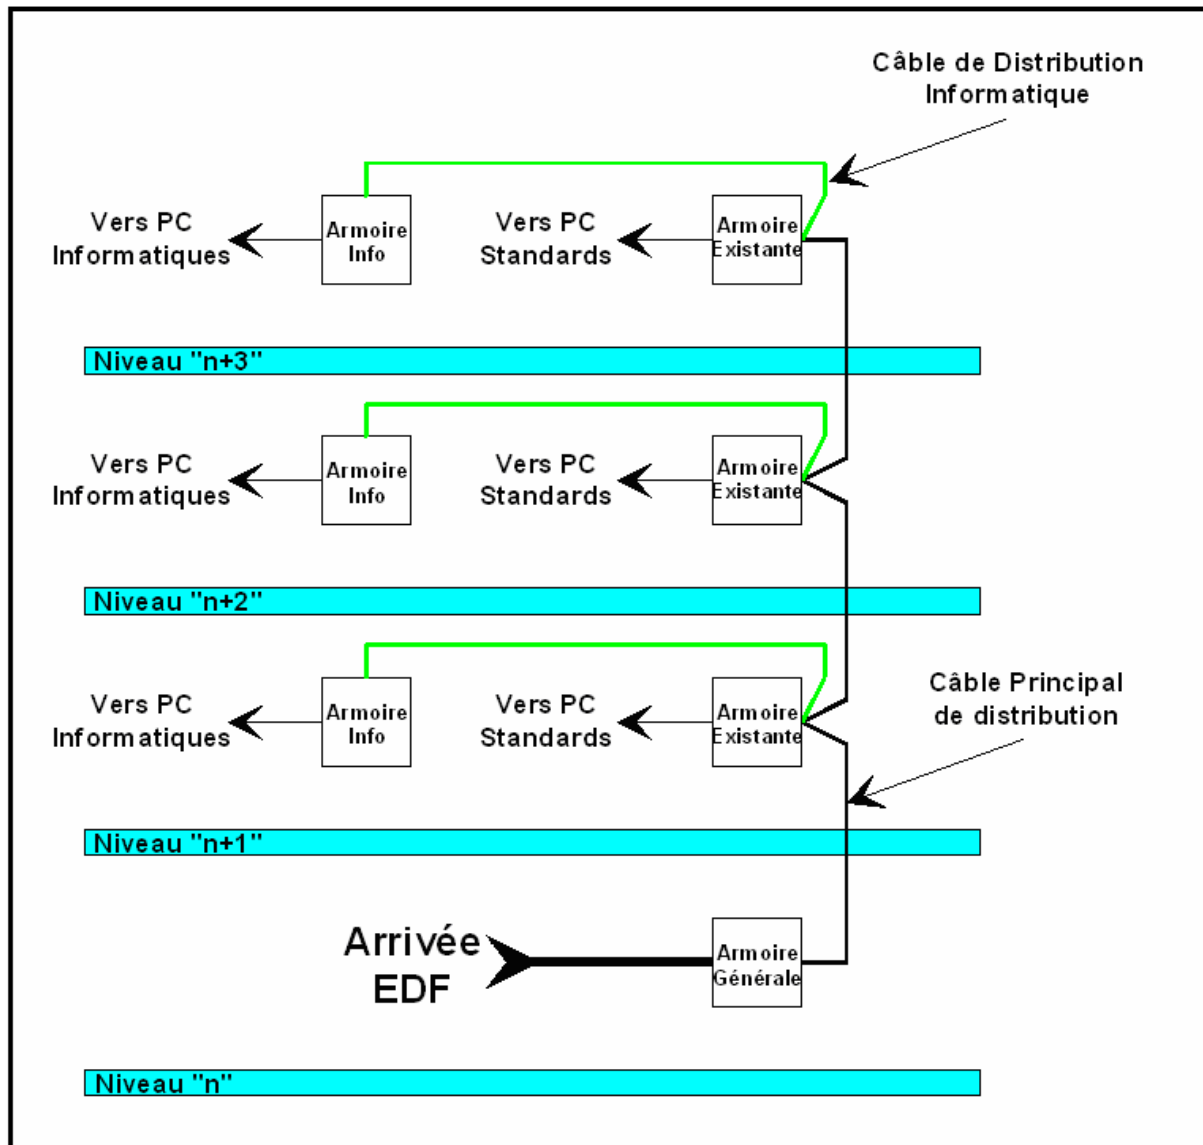 Câble de Distribution
Informatique
Vers PC
Informatiques
Armoire
Info
Vers PC
Standards
Armoire
Existante
Niveau "n+3"
Vers PC
Informatiques
Armoire
Info
Vers PC
Standards
Armoire
Existante
Niveau "n+2"
Vers PC
Informatiques
Armoire
Info
Vers PC
Standards
Armoire
Existante
Câble Principal
de distribution
Niveau "n+1"
Arrivée
EDF
Armoire
Générale
Niveau "n"